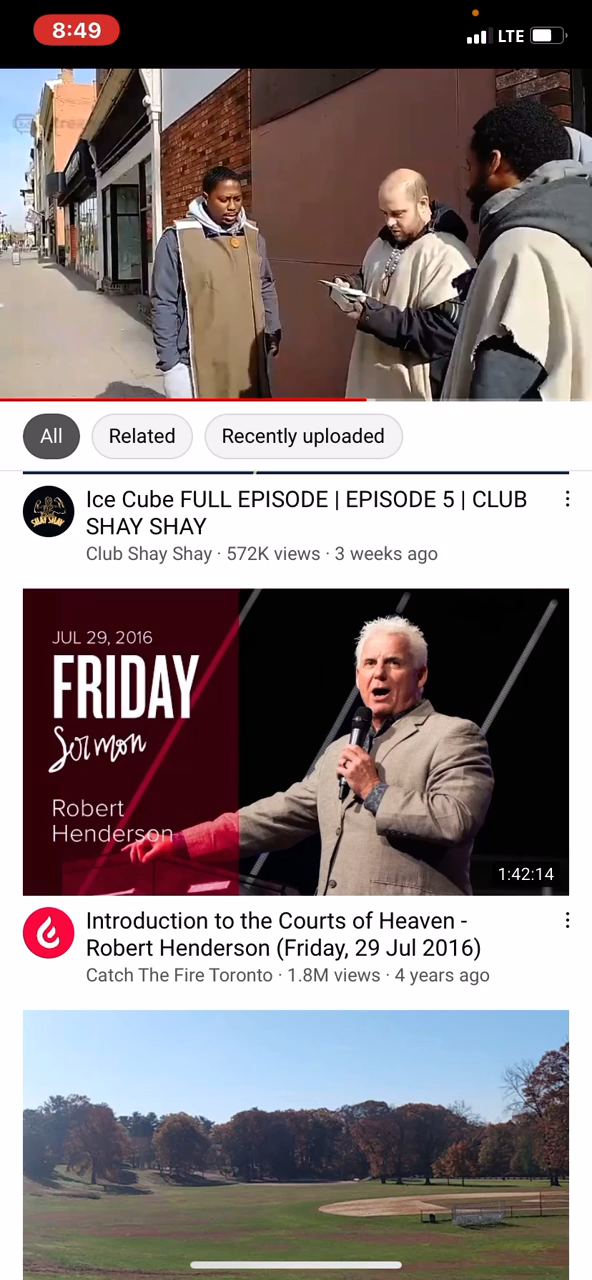 8:49
LTE
All
Related
Recently uploaded
Ice Cube FULL EPISODE | EPISODE 5 | CLUB
SHAY SHAY
Club Shay Shay · 572K views · 3 weeks ago
SHAY SHAY
JUL 29, 2016
FRIDAY
Sermon
Robert
Henderson
1:42:14
Introduction to the Courts of Heaven -
Robert Henderson (Friday, 29 Jul 2016)
Catch The Fire Toronto · 1.8M views · 4 years ago